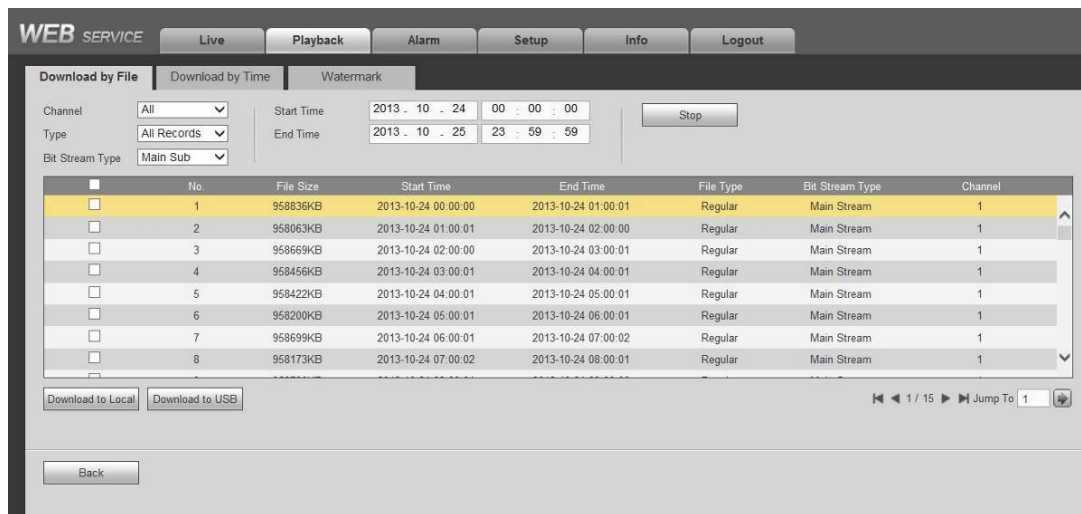 WEB SERVICE Live Playback Alarm Setup Info Logout
Download by File Download by Time Watermark
Channel All Start Time 2013 - 10 - 24 00 : 00 : 00 Stop
Type All Records End Time 2013 - 10 - 25 23 : 59 : 59
Bit Stream Type Main Sub
No. File Size Start Time End Time File Type Bit Stream Type Channel
1 958836KB 2013-10-24 00:00:00 2013-10-24 01:00:01 Regular Main Stream 1
2 958063KB 2013-10-24 01:00:01 2013-10-24 02:00:00 Regular Main Stream 1
3 958669KB 2013-10-24 02:00:00 2013-10-24 03:00:01 Regular Main Stream 1
4 958456KB 2013-10-24 03:00:01 2013-10-24 04:00:01 Regular Main Stream 1
5 958422KB 2013-10-24 04:00:01 2013-10-24 05:00:01 Regular Main Stream 1
6 958200KB 2013-10-24 05:00:01 2013-10-24 06:00:01 Regular Main Stream 1
7 958699KB 2013-10-24 06:00:01 2013-10-24 07:00:02 Regular Main Stream 1
8 958173KB 2013-10-24 07:00:02 2013-10-24 08:00:01 Regular Main Stream 1
Download to Local Download to USB 1 / 15 Jump To 1
Back